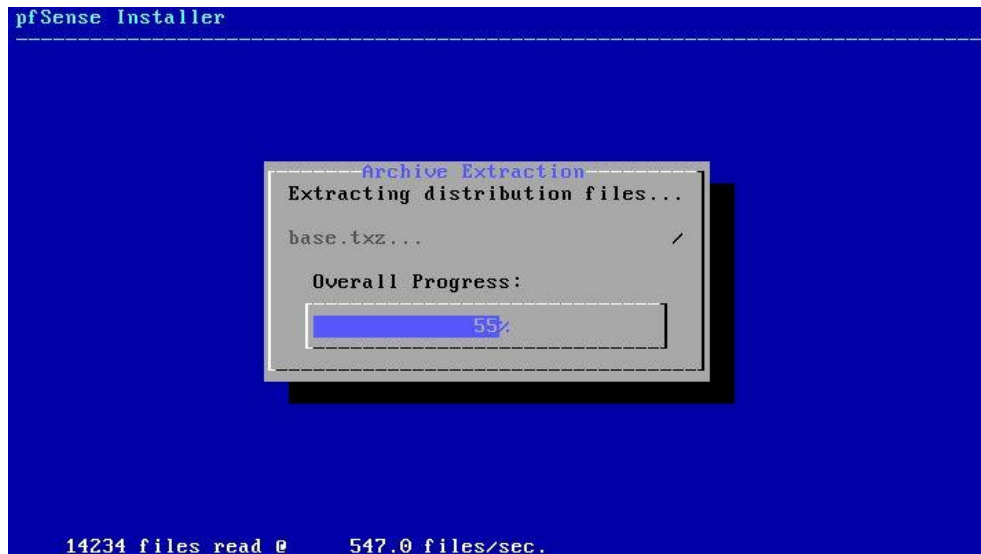 pfSense Installer
Archive Extraction
Extracting distribution files...
base.txz... /
Overall Progress:
55%
14234 files read @ 547.0 files/sec.